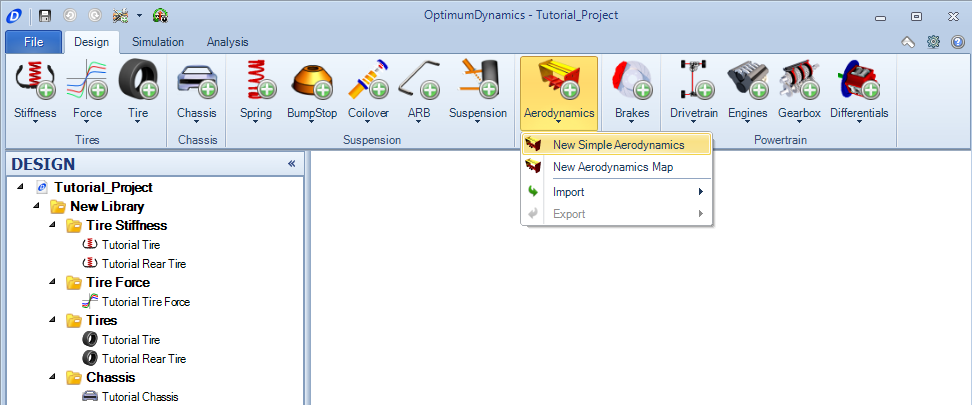 OptimumDynamics - Tutorial_Project
File Design Simulation Analysis
Stiffness Force Tire Chassis Spring BumpStop Coilover ARB Suspension Aerodynamics Brakes Drivetrain Engines Gearbox Differentials
Tires Chassis Suspension Powertrain
New Simple Aerodynamics
New Aerodynamics Map
Import
Export
DESIGN «
Tutorial_Project
New Library
Tire Stiffness
Tutorial Tire
Tutorial Rear Tire
Tire Force
Tutorial Tire Force
Tires
Tutorial Tire
Tutorial Rear Tire
Chassis
Tutorial Chassis